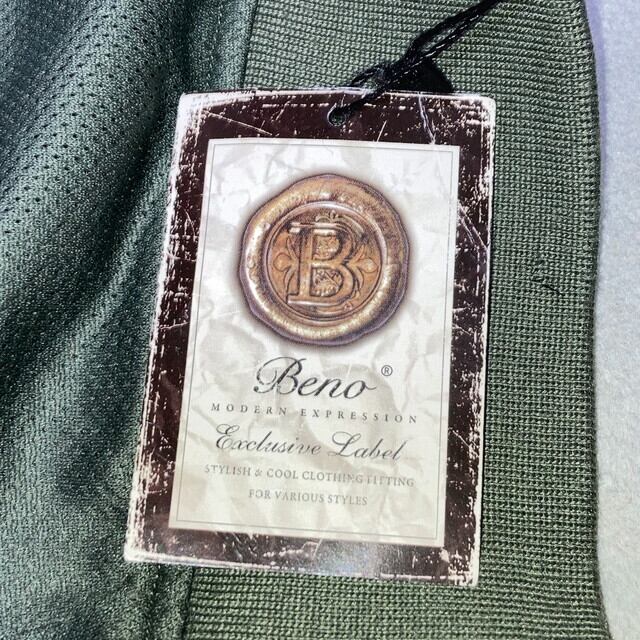 B
Beno ®
MODERN EXPRESSION
Exclusive Label
STYLISH & COOL CLOTHING FITTING
FOR VARIOUS STYLES